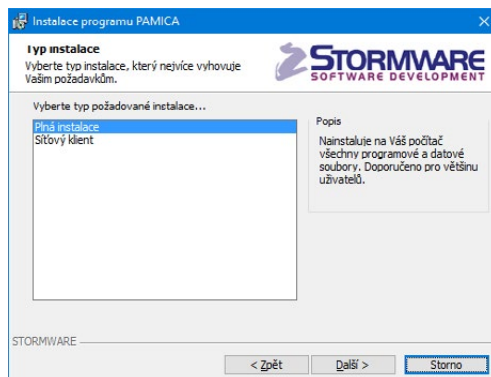 Instalace programu PAMICA
Typ instalace
Vyberte typ instalace, který nejvíce vyhovuje
Vašim požadavkům.
STORMWARE
SOFTWARE DEVELOPMENT
Vyberte typ požadované instalace...
Plná instalace
Síťový klient
Popis
Nainstaluje na Váš počítač
všechny programové a datové
soubory. Doporučeno pro většinu
uživatelů.
STORMWARE
< Zpět
Další >
Storno